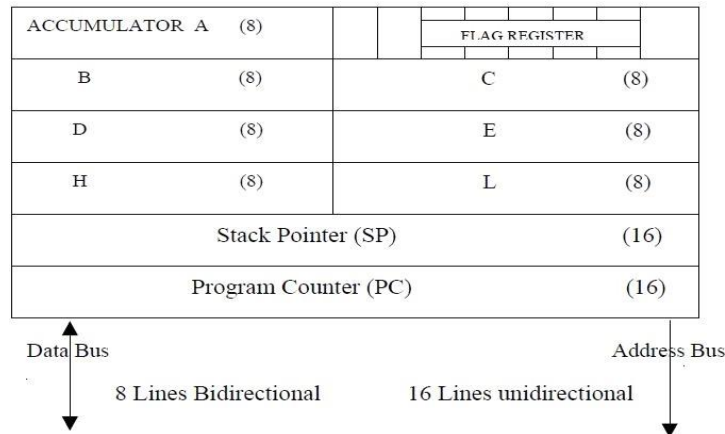 ACCUMULATOR A (8) FLAG REGISTER
B (8) C (8)
D (8) E (8)
H (8) L (8)
Stack Pointer (SP) (16)
Program Counter (PC) (16)
Data Bus Address Bus
8 Lines Bidirectional 16 Lines unidirectional